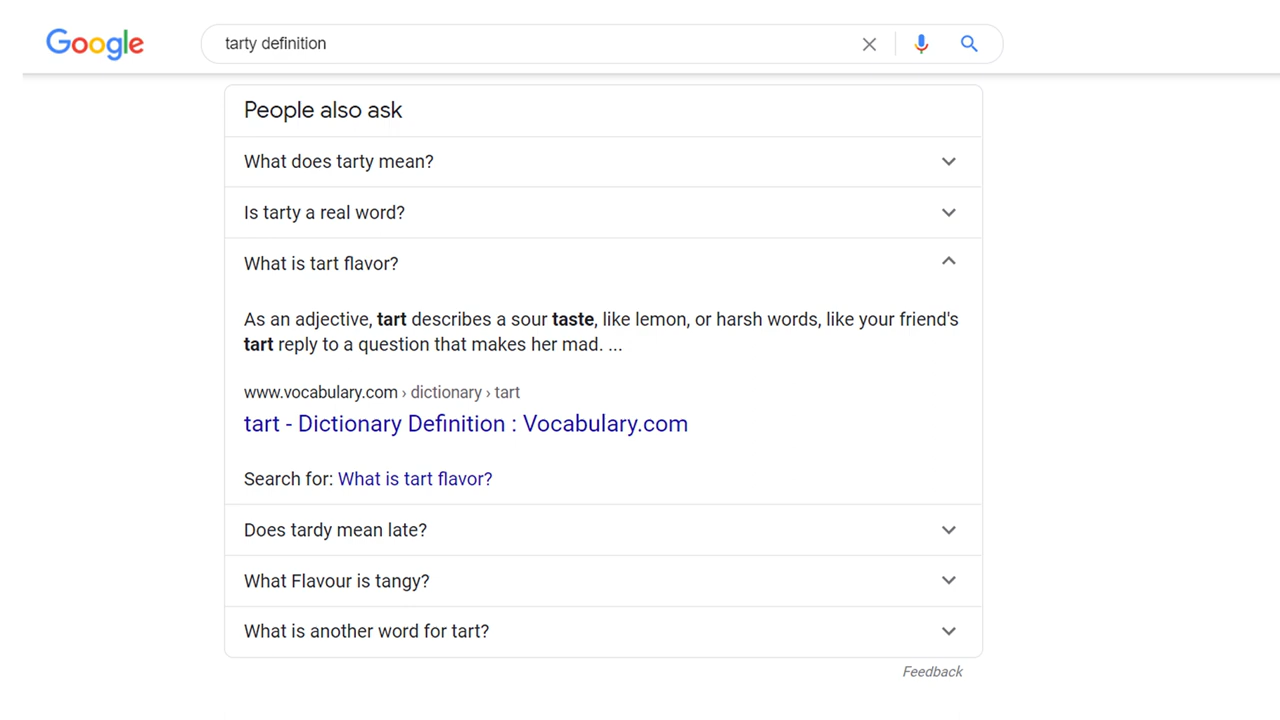 Google
tarty definition
People also ask
What does tarty mean?
Is tarty a real word?
What is tart flavor?
As an adjective, tart describes a sour taste, like lemon, or harsh words, like your friend's
tart reply to a question that makes her mad. ...
www.vocabulary.com › dictionary › tart
tart - Dictionary Definition : Vocabulary.com
Search for: What is tart flavor?
Does tardy mean late?
What Flavour is tangy?
What is another word for tart?
Feedback